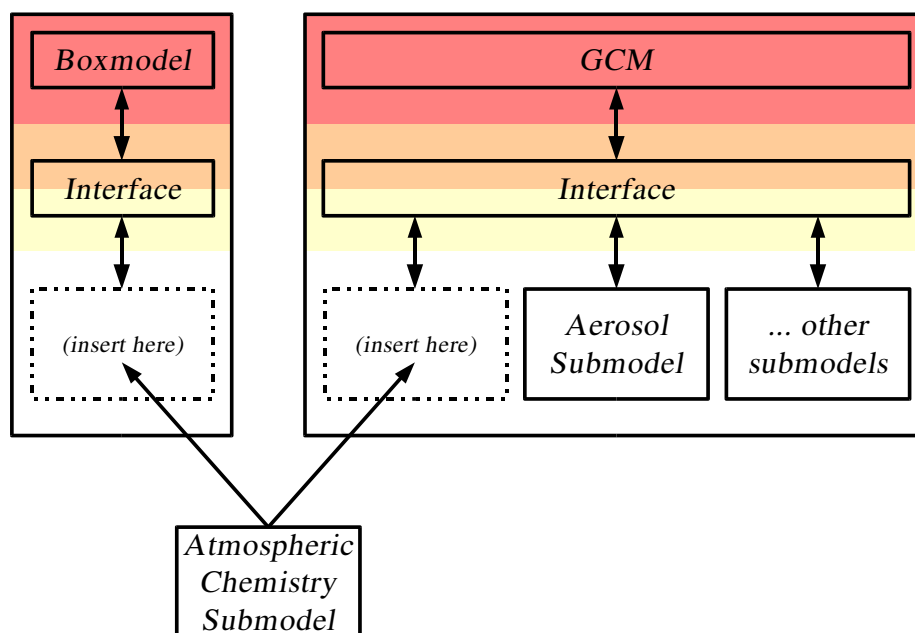 Boxmodel
Interface
(insert here)
GCM
Interface
(insert here)
Aerosol
Submodel
... other
submodels
Atmospheric
Chemistry
Submodel